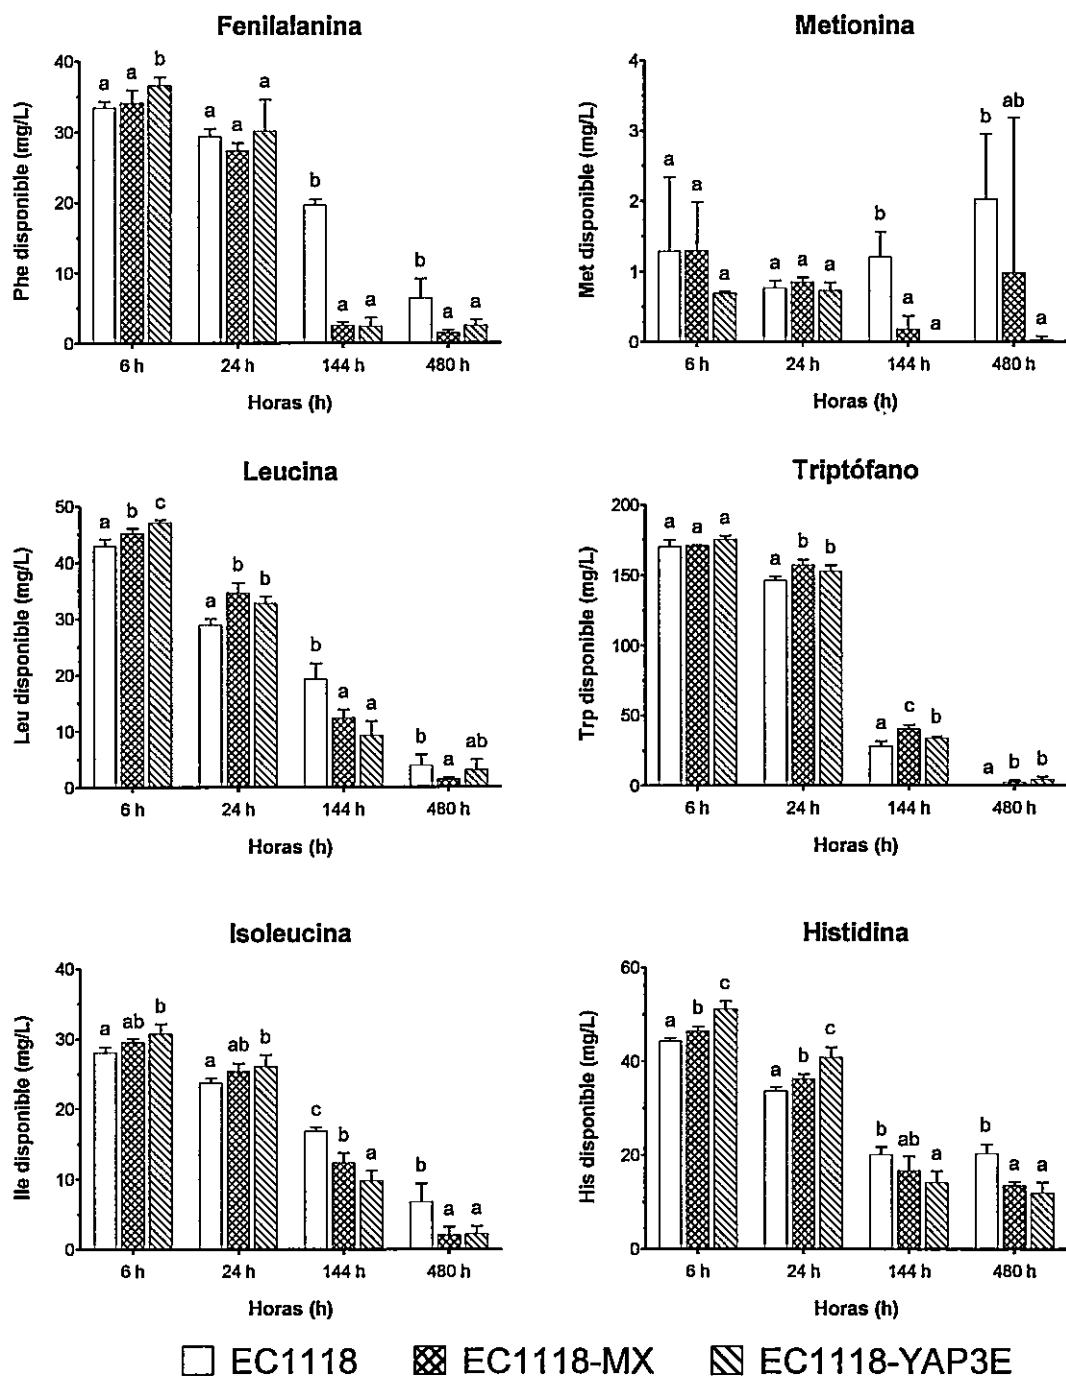 Fenilalanina
Phe disponible (mg/L)
40
30
20
10
0
a a b
a a a
b a a
b a a
6 h 24 h 144 h 480 h
Horas (h)
Metionina
Met disponible (mg/L)
4
3
2
1
0
a a a
a a a
b a a
b ab a
6 h 24 h 144 h 480 h
Horas (h)
Leucina
Leu disponible (mg/L)
50
40
30
20
10
0
a b c
a b b
b a a
b a ab
6 h 24 h 144 h 480 h
Horas (h)
Triptófano
Trp disponible (mg/L)
200
150
100
50
0
a a a
a b b
a c b
a b b
6 h 24 h 144 h 480 h
Horas (h)
Isoleucina
Ile disponible (mg/L)
40
30
20
10
0
a ab b
a ab b
c b a
b a a
6 h 24 h 144 h 480 h
Horas (h)
Histidina
His disponible (mg/L)
60
40
20
0
a b c
a b c
b ab a
b a a
6 h 24 h 144 h 480 h
Horas (h)
EC1118 EC1118-MX EC1118-YAP3E